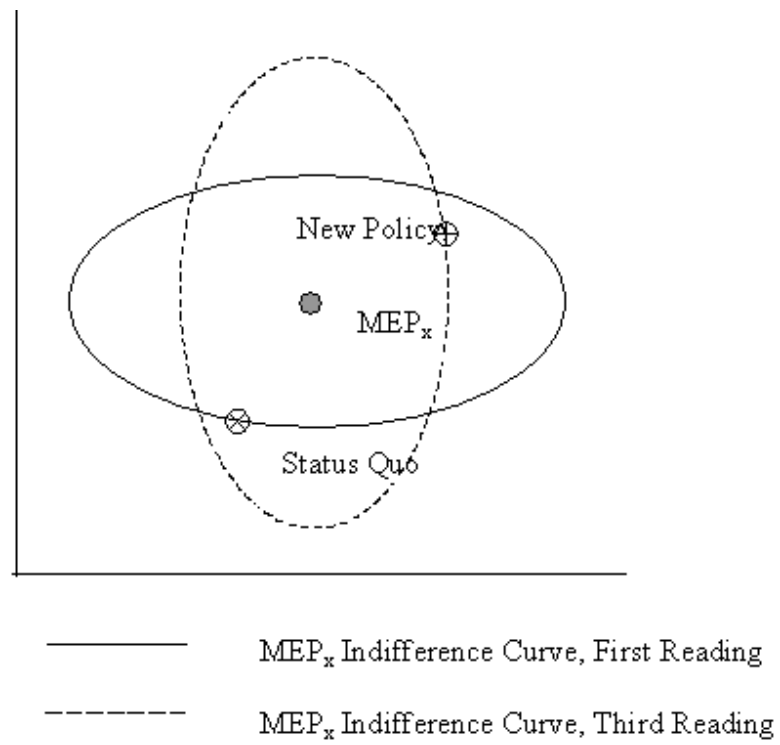 New Policy
MEPx
Status Quo
MEPx Indifference Curve, First Reading
MEPx Indifference Curve, Third Reading